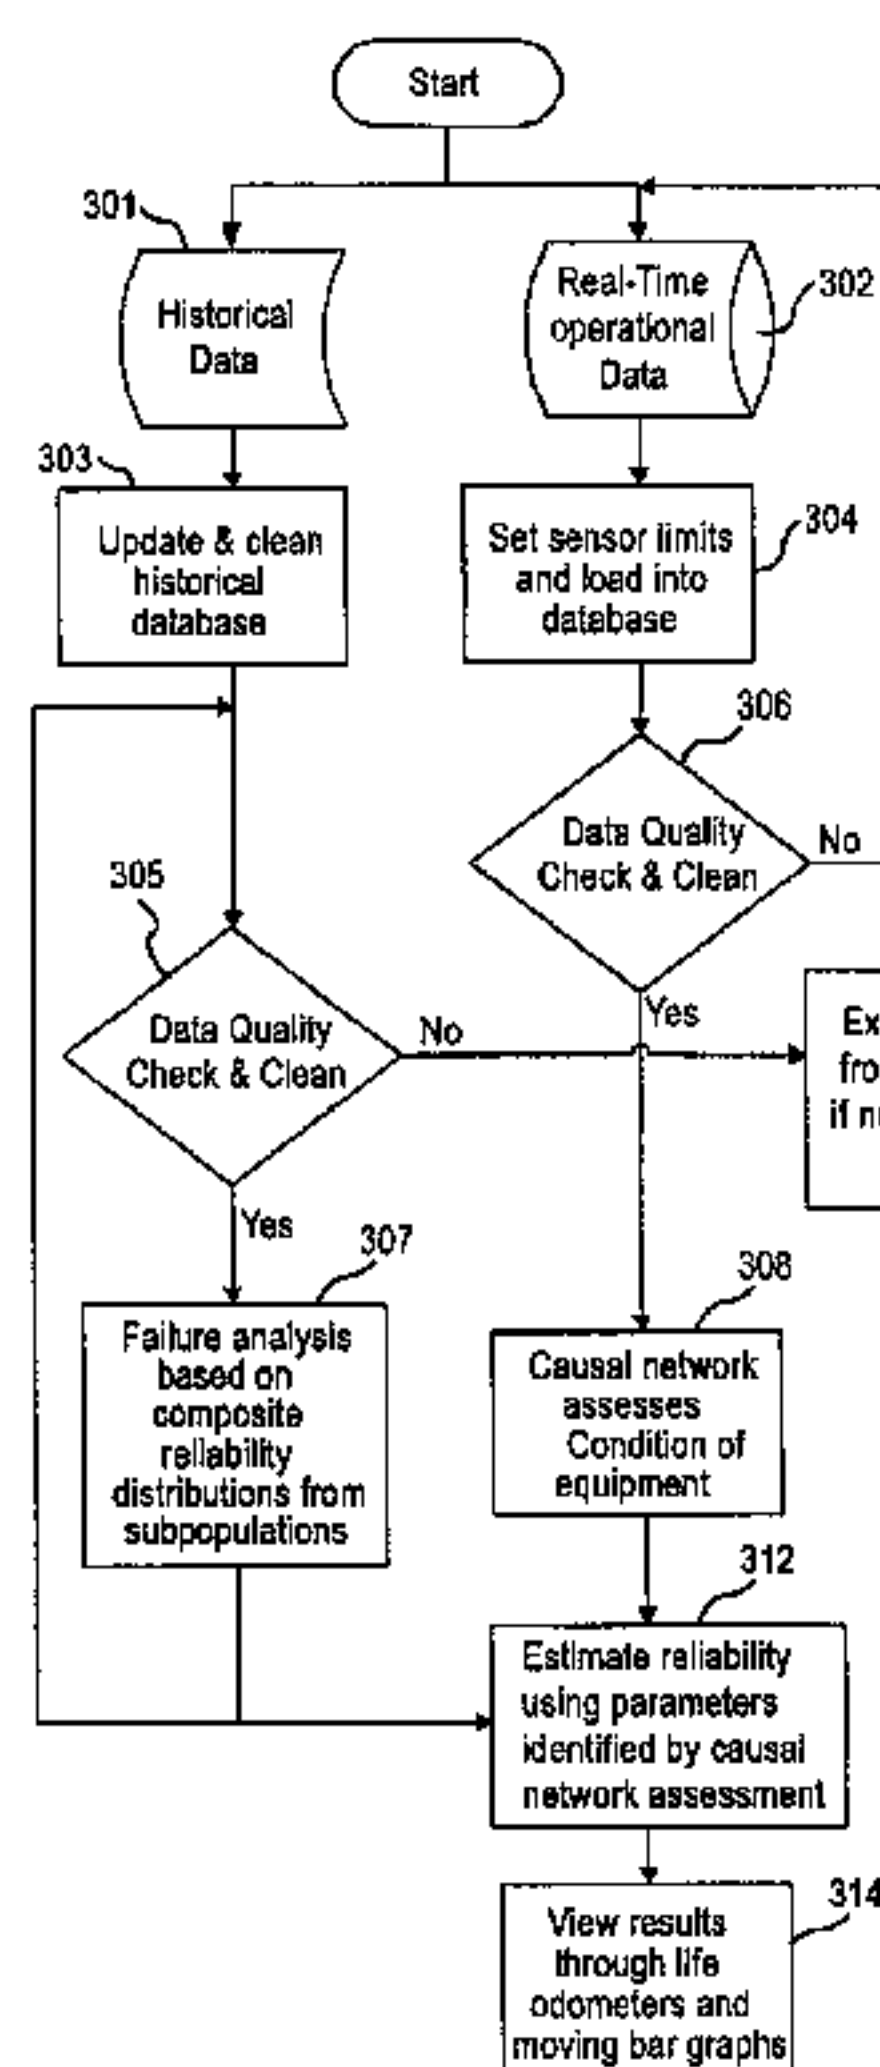 Start
301
Historical
Data
Real-Time
operational
Data
302
303
Update & clean
historical
database
Set sensor limits
and load into
database
304
306
Data Quality
Check & Clean
No
Yes
305
Data Quality
Check & Clean
No
Yes
307
Failure analysis
based on
composite
reliability
distributions from
subpopulations
308
Causal network
assesses
Condition of
equipment
312
Estimate reliability
using parameters
identified by causal
network assessment
314
View results
through life
odometers and
moving bar graphs